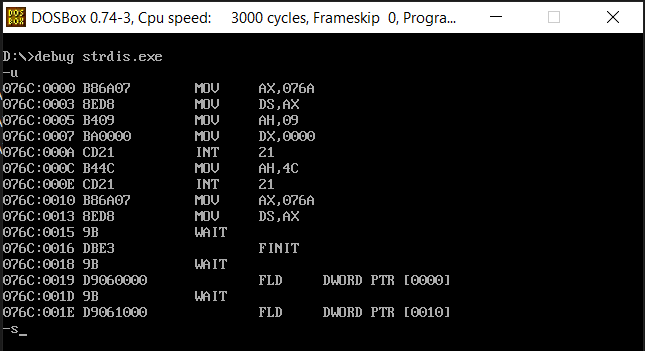 DOS BOX
DOSBox 0.74-3, Cpu speed: 3000 cycles, Frameskip 0, Progra...
D:\>debug strdis.exe
-u
076C:0000 B86A07 MOV AX,076A
076C:0003 8ED8 MOV DS,AX
076C:0005 B409 MOV AH,09
076C:0007 BA0000 MOV DX,0000
076C:000A CD21 INT 21
076C:000C B44C MOV AH,4C
076C:000E CD21 INT 21
076C:0010 B86A07 MOV AX,076A
076C:0013 8ED8 MOV DS,AX
076C:0015 9B WAIT
076C:0016 DBE3 FINIT
076C:0018 9B WAIT
076C:0019 D9060000 FLD DWORD PTR [0000]
076C:001D 9B WAIT
076C:001E D9061000 FLD DWORD PTR [0010]
-s_